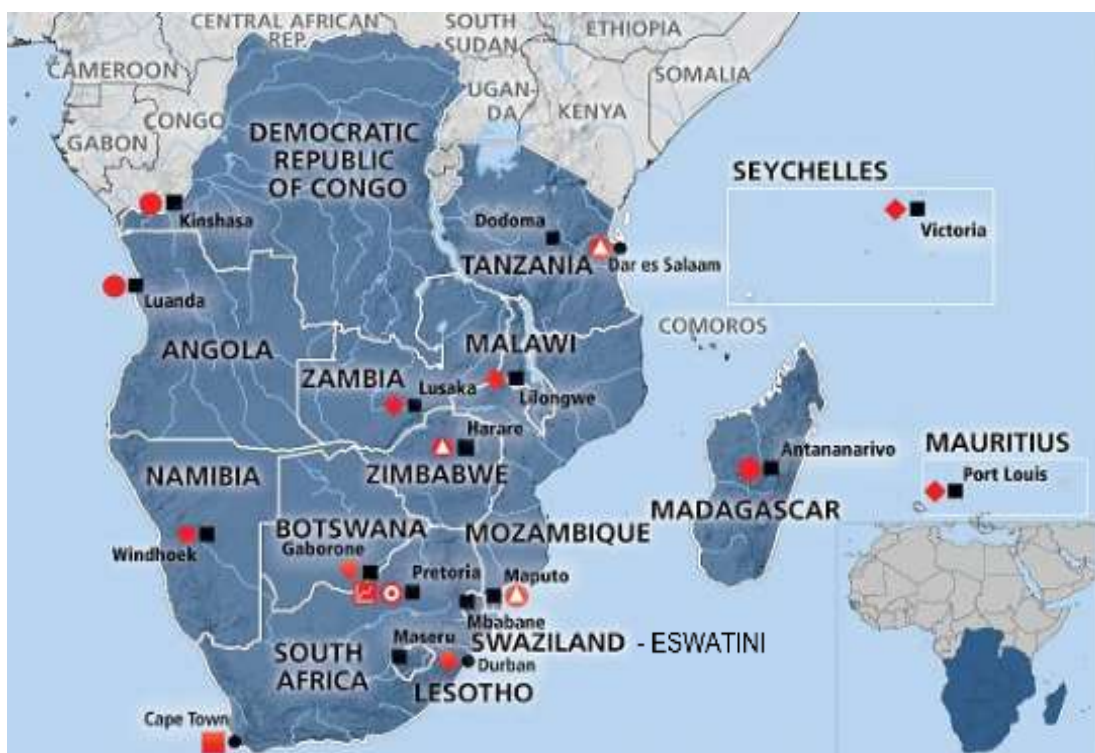 CENTRAL AFRICAN
REP.
SOUTH
SUDAN
ETHIOPIA
CAMEROON
SOMALIA
UGAN-
DA
KENYA
CONGO
GABON
DEMOCRATIC
REPUBLIC
OF CONGO
SEYCHELLES
Kinshasa
Dodoma
Victoria
TANZANIA
Dar es Salaam
Luanda
COMOROS
ANGOLA
MALAWI
ZAMBIA
Lusaka
Lilongwe
Harare
ZIMBABWE
NAMIBIA
Antananarivo
MAURITIUS
Port Louis
MADAGASCAR
BOTSWANA
MOZAMBIQUE
Gaborone
Windhoek
Pretoria
Maputo
Mbabane
Maseru
SWAZILAND - ESWATINI
SOUTH
AFRICA
Durban
LESOTHO
Cape Town